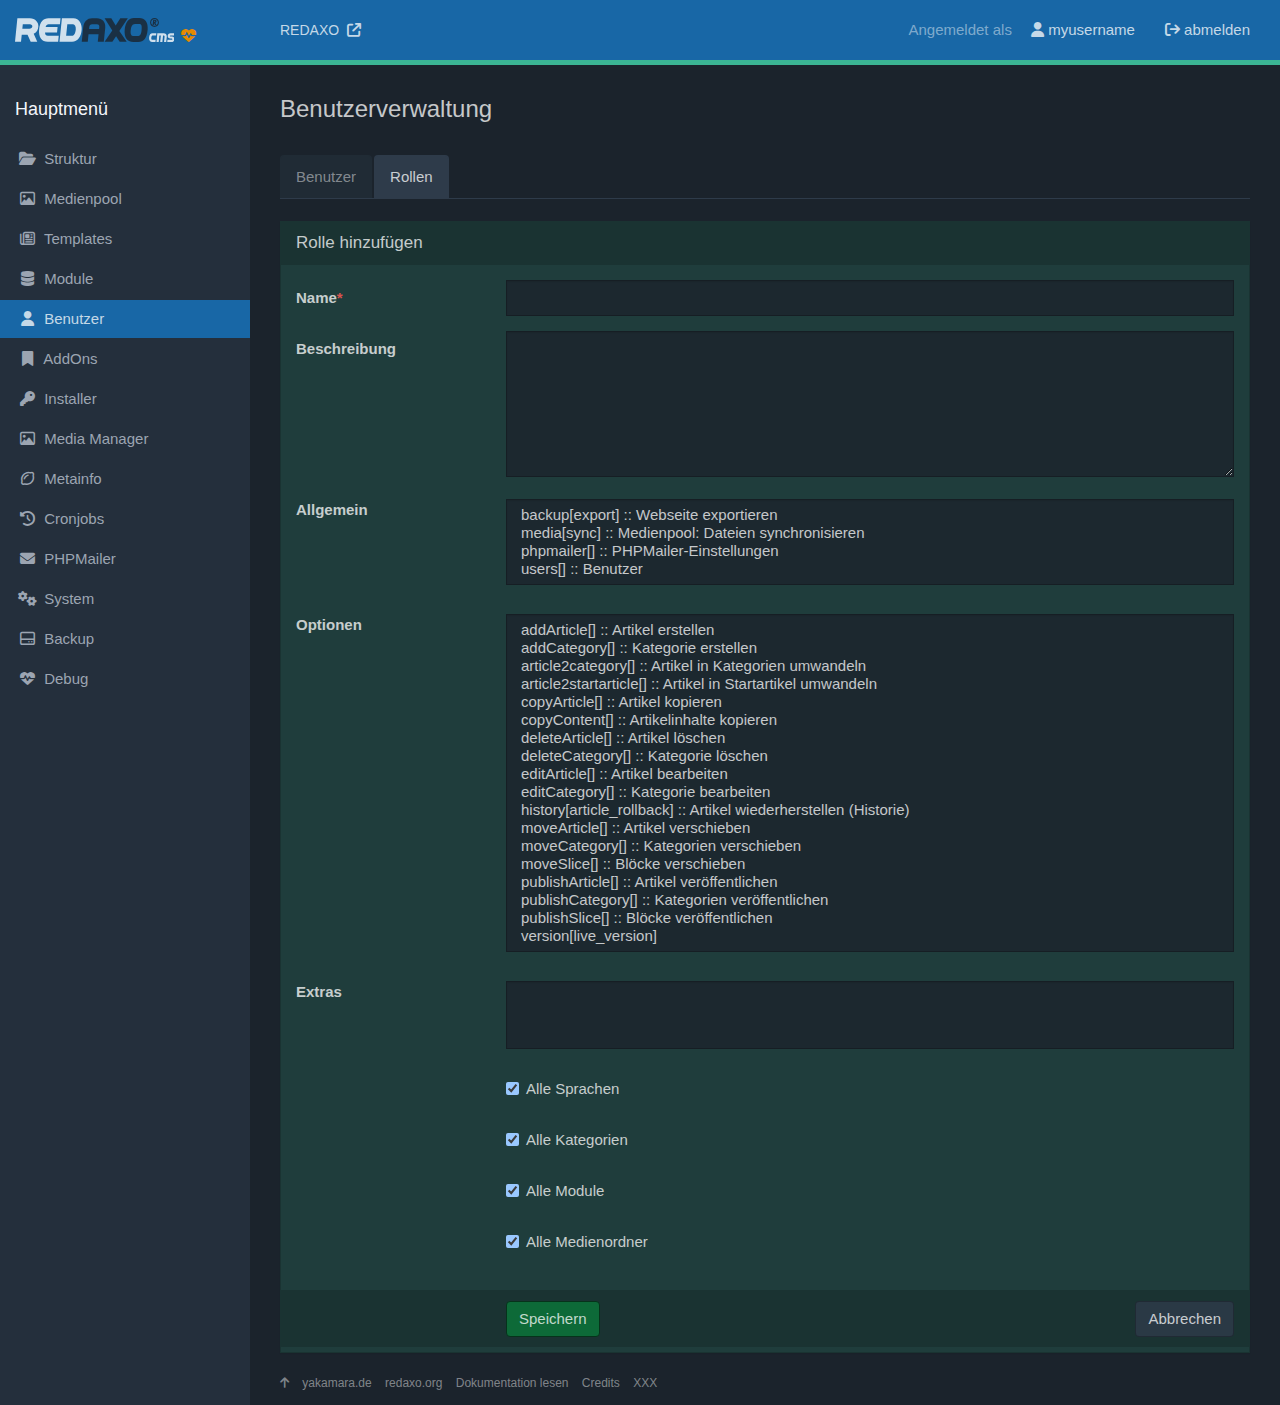 REDAXO® cms
REDAXO
Angemeldet als myusername abmelden
Hauptmenü
Struktur
Medienpool
Templates
Module
Benutzer
AddOns
Installer
Media Manager
Metainfo
Cronjobs
PHPMailer
System
Backup
Debug
Benutzerverwaltung
Benutzer Rollen
Rolle hinzufügen
Name*
Beschreibung
Allgemein
backup[export] :: Webseite exportieren
media[sync] :: Medienpool: Dateien synchronisieren
phpmailer[] :: PHPMailer-Einstellungen
users[] :: Benutzer
Optionen
addArticle[] :: Artikel erstellen
addCategory[] :: Kategorie erstellen
article2category[] :: Artikel in Kategorien umwandeln
article2startarticle[] :: Artikel in Startartikel umwandeln
copyArticle[] :: Artikel kopieren
copyContent[] :: Artikelinhalte kopieren
deleteArticle[] :: Artikel löschen
deleteCategory[] :: Kategorie löschen
editArticle[] :: Artikel bearbeiten
editCategory[] :: Kategorie bearbeiten
history[article_rollback] :: Artikel wiederherstellen (Historie)
moveArticle[] :: Artikel verschieben
moveCategory[] :: Kategorien verschieben
moveSlice[] :: Blöcke verschieben
publishArticle[] :: Artikel veröffentlichen
publishCategory[] :: Kategorien veröffentlichen
publishSlice[] :: Blöcke veröffentlichen
version[live_version]
Extras
Alle Sprachen
Alle Kategorien
Alle Module
Alle Medienordner
Speichern Abbrechen
yakamara.de redaxo.org Dokumentation lesen Credits XXX